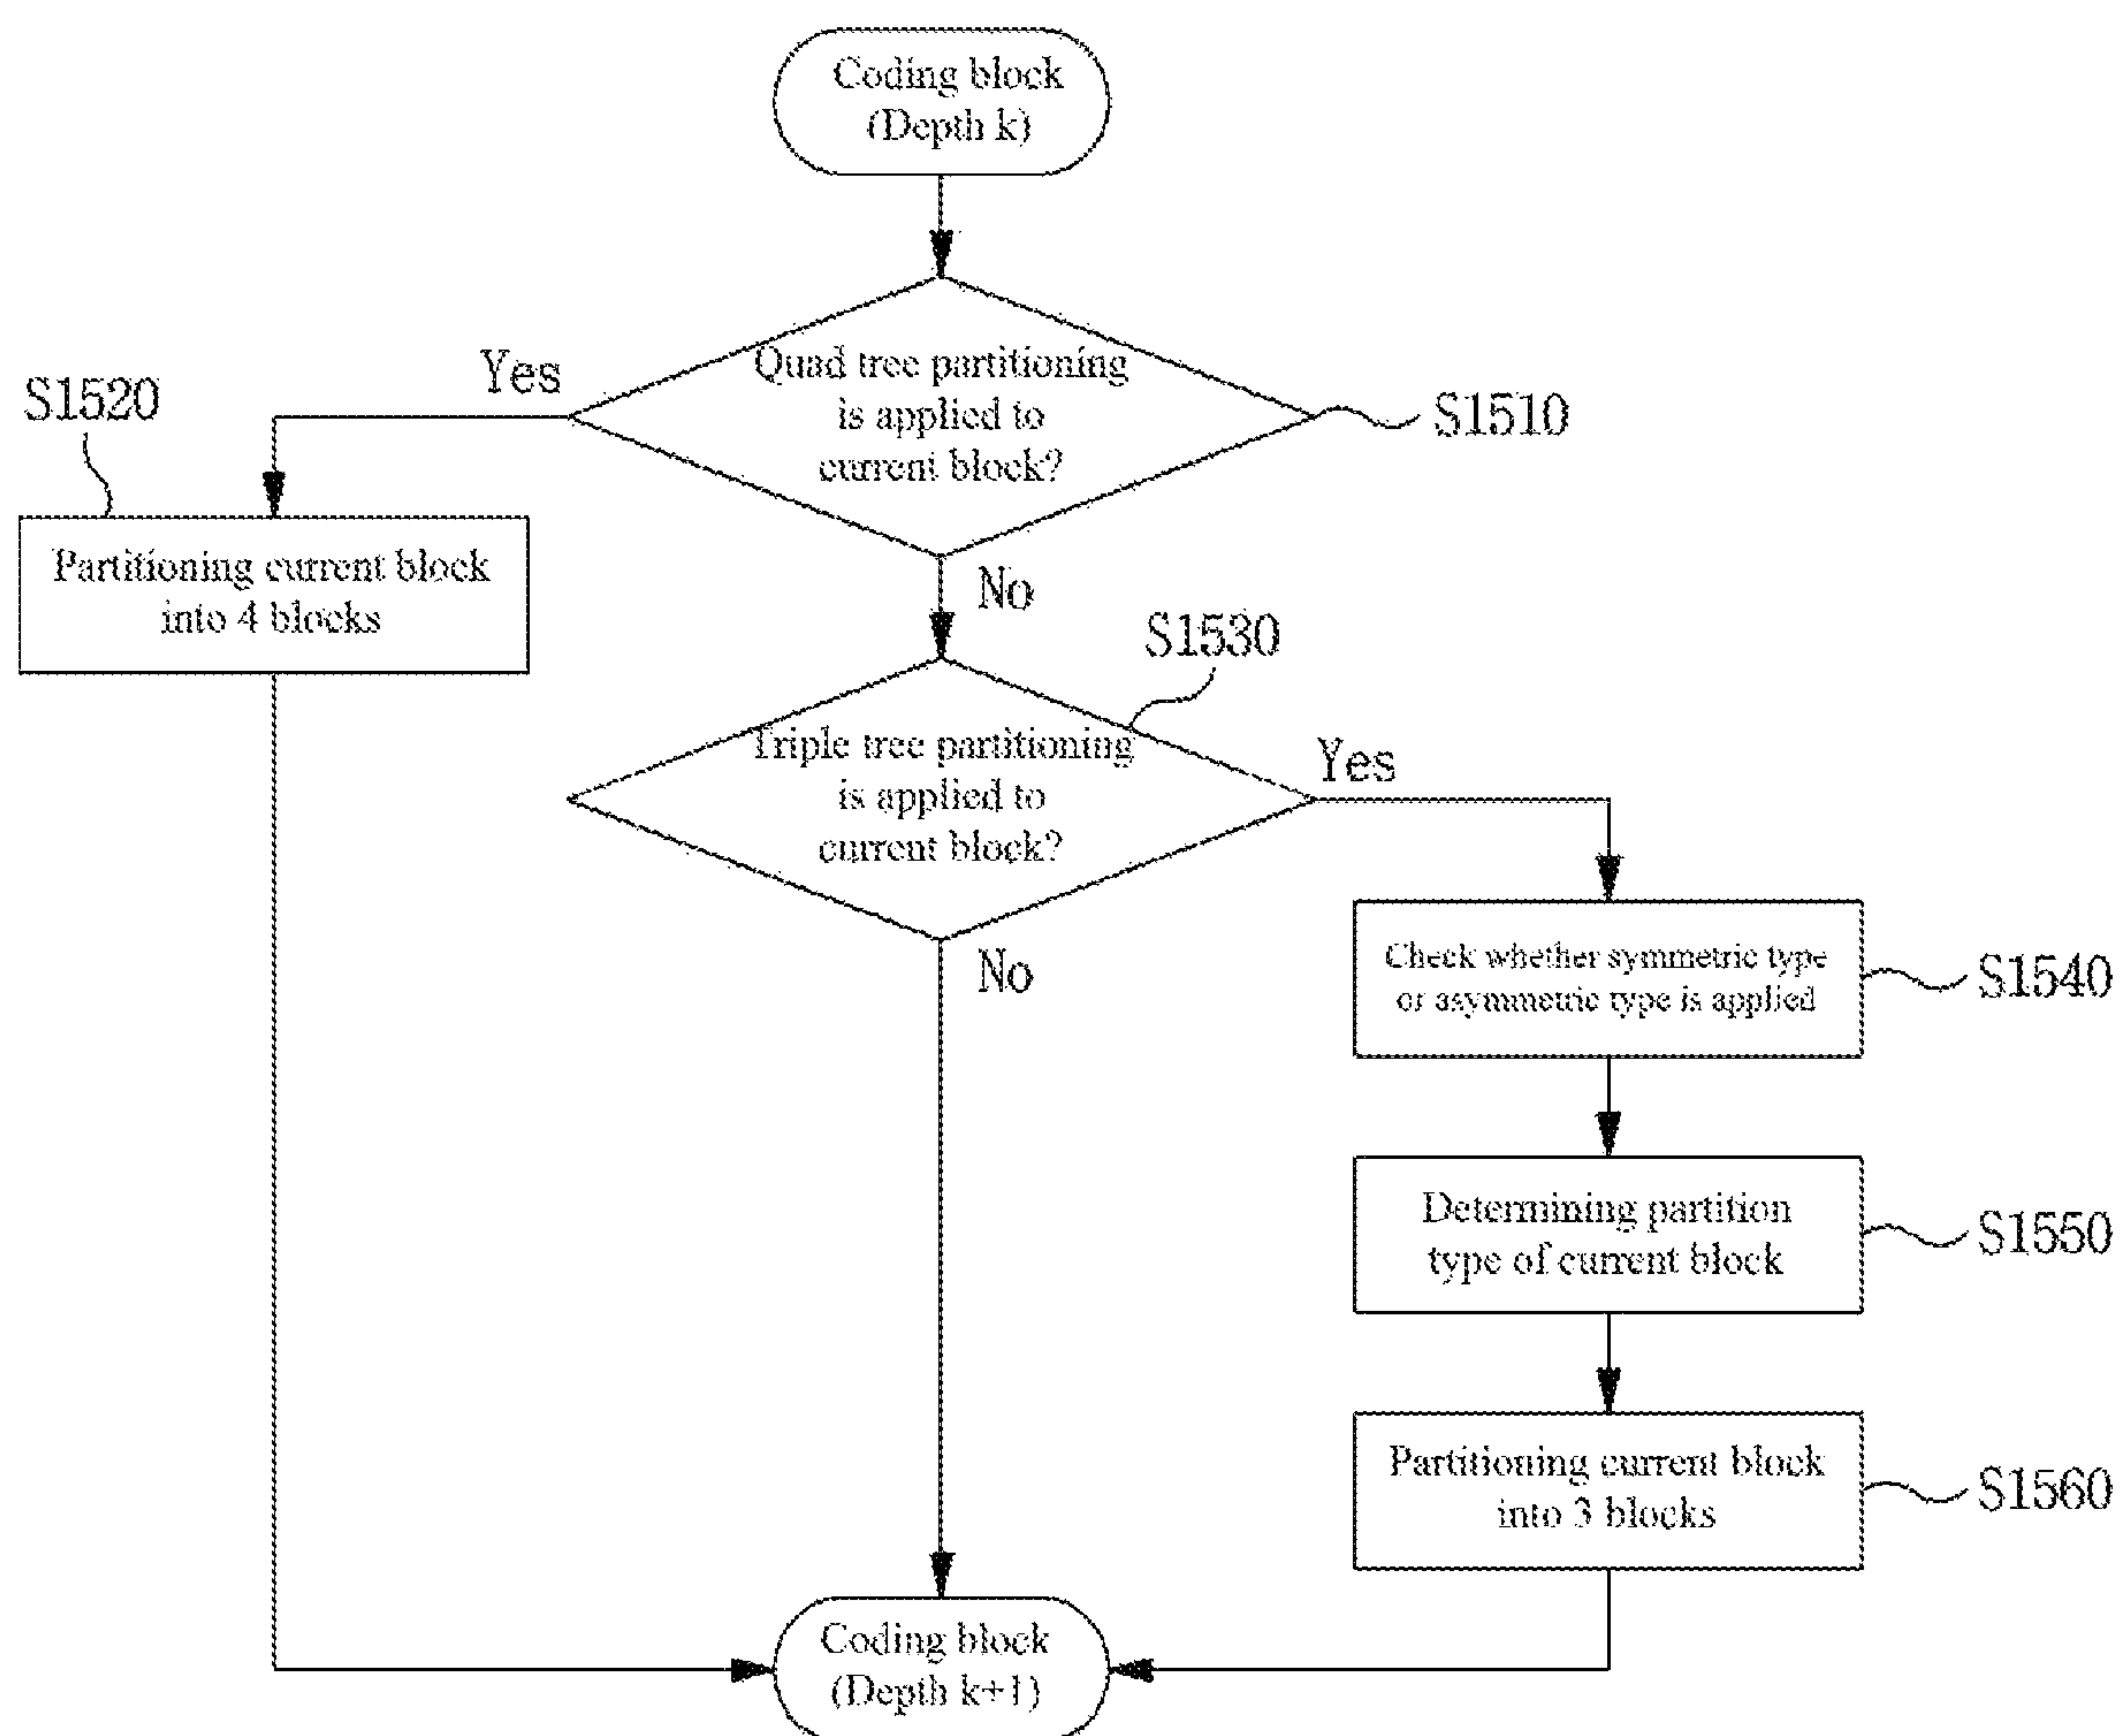 Coding block
(Depth k)
Quad tree partitioning
is applied to
current block?
Yes
S1520
S1510
Partitioning current block
into 4 blocks
No
S1530
Triple tree partitioning
is applied to
current block?
Yes
No
Check whether symmetric type
or asymmetric type is applied
S1540
Determining partition
type of current block
S1550
Partitioning current block
into 3 blocks
S1560
Coding block
(Depth k+1)